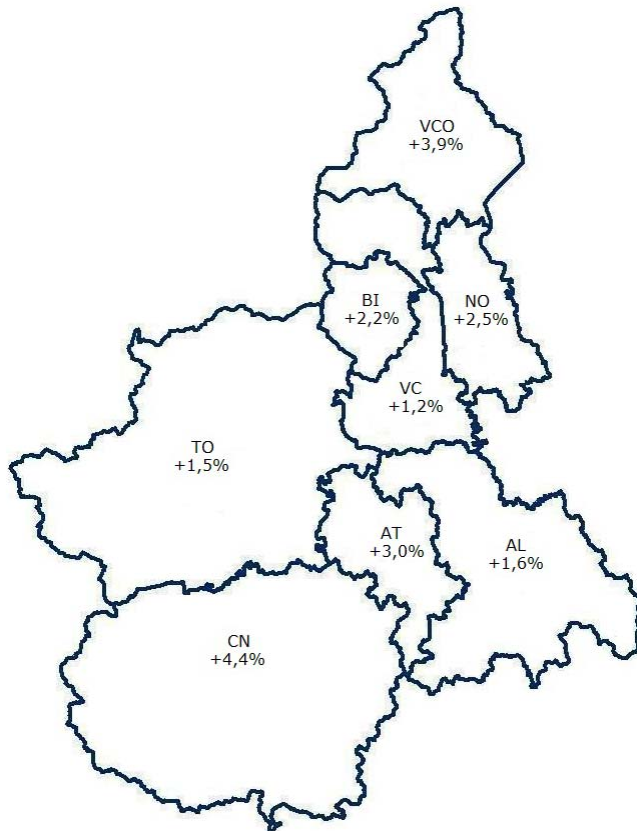 VCO
+3,9%
BI
+2,2%
NO
+2,5%
VC
+1,2%
TO
+1,5%
AT
+3,0%
AL
+1,6%
CN
+4,4%